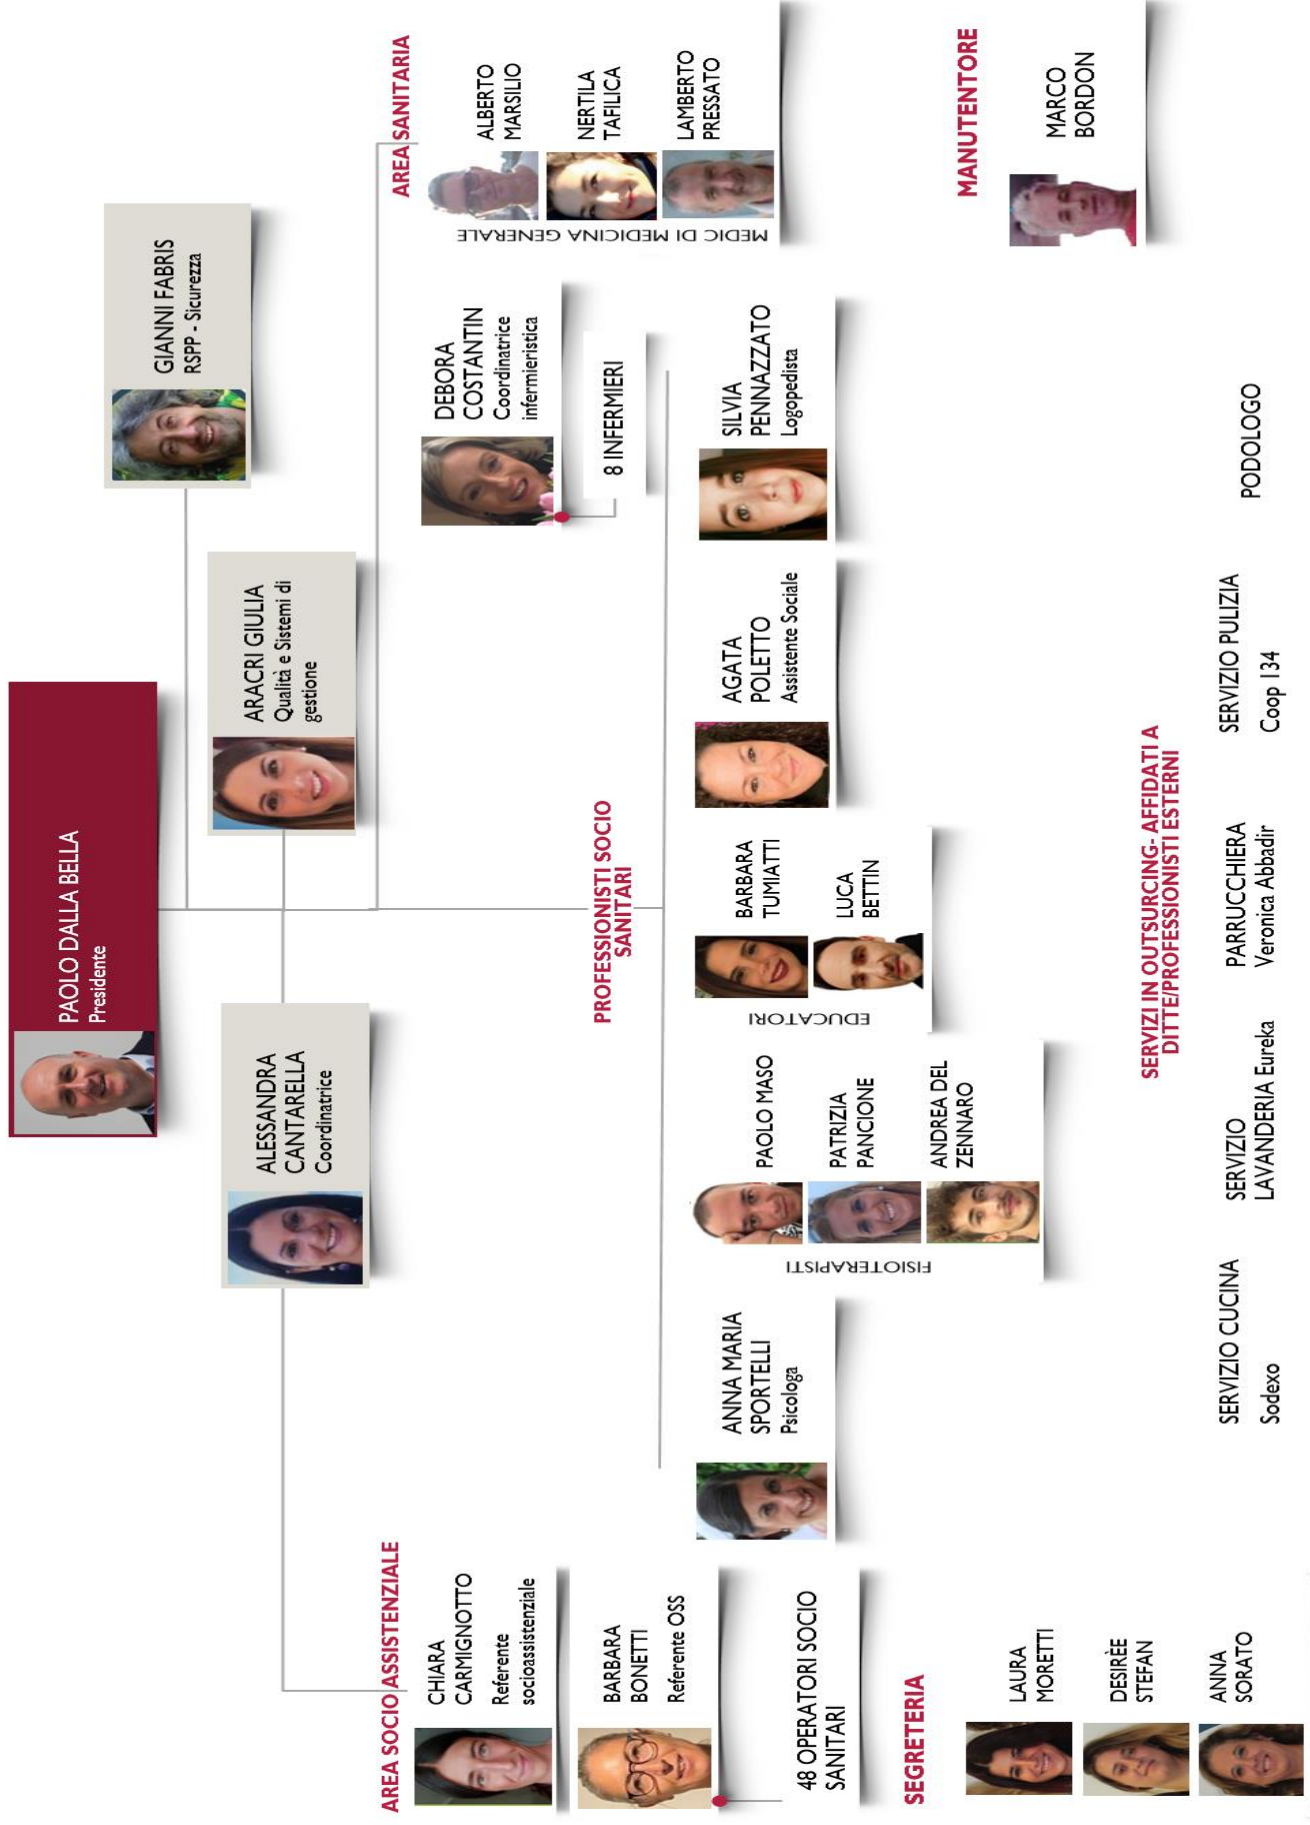 PAOLO DALLA BELLA
Presidente
GIANNI FABRIS
RSPP - Sicurezza
ALESSANDRA
CANTARELLA
Coordinatrice
ARACRI GIULIA
Qualità e Sistemi di
gestione
AREA SOCIO ASSISTENZIALE
CHIARA
CARMIGNOTTO
Referente
socioassistenziale
BARBARA
BONETTI
Referente OSS
48 OPERATORI SOCIO
SANITARI
AREA SANITARIA
DEBORA
COSTANTIN
Coordinatrice
infermieristica
8 INFERMIERI
MEDIC DI MEDICINA GENERALE
ALBERTO
MARSILIO
NERTILA
TAFILICA
LAMBERTO
PRESSATO
PROFESSIONISTI SOCIO
SANITARI
ANNA MARIA
SPORTELLI
Psicologa
FISIOTERAPISTI
PAOLO MASO
PATRIZIA
PANCIONE
ANDREA DEL
ZENNARO
EDUCATORI
BARBARA
TUMIATTI
LUCA
BETTIN
AGATA
POLETTO
Assistente Sociale
SILVIA
PENNAZZATO
Logopedista
SEGRETERIA
LAURA
MORETTI
DESIRÈE
STEFAN
ANNA
SORATO
MANUTENTORE
MARCO
BORDON
SERVIZI IN OUTSURCING- AFFIDATI A
DITTE/PROFESSIONISTI ESTERNI
SERVIZIO CUCINA
Sodexo
SERVIZIO
LAVANDERIA Eureka
PARRUCCHIERA
Veronica Abbadir
SERVIZIO PULIZIA
Coop 134
PODOLOGO